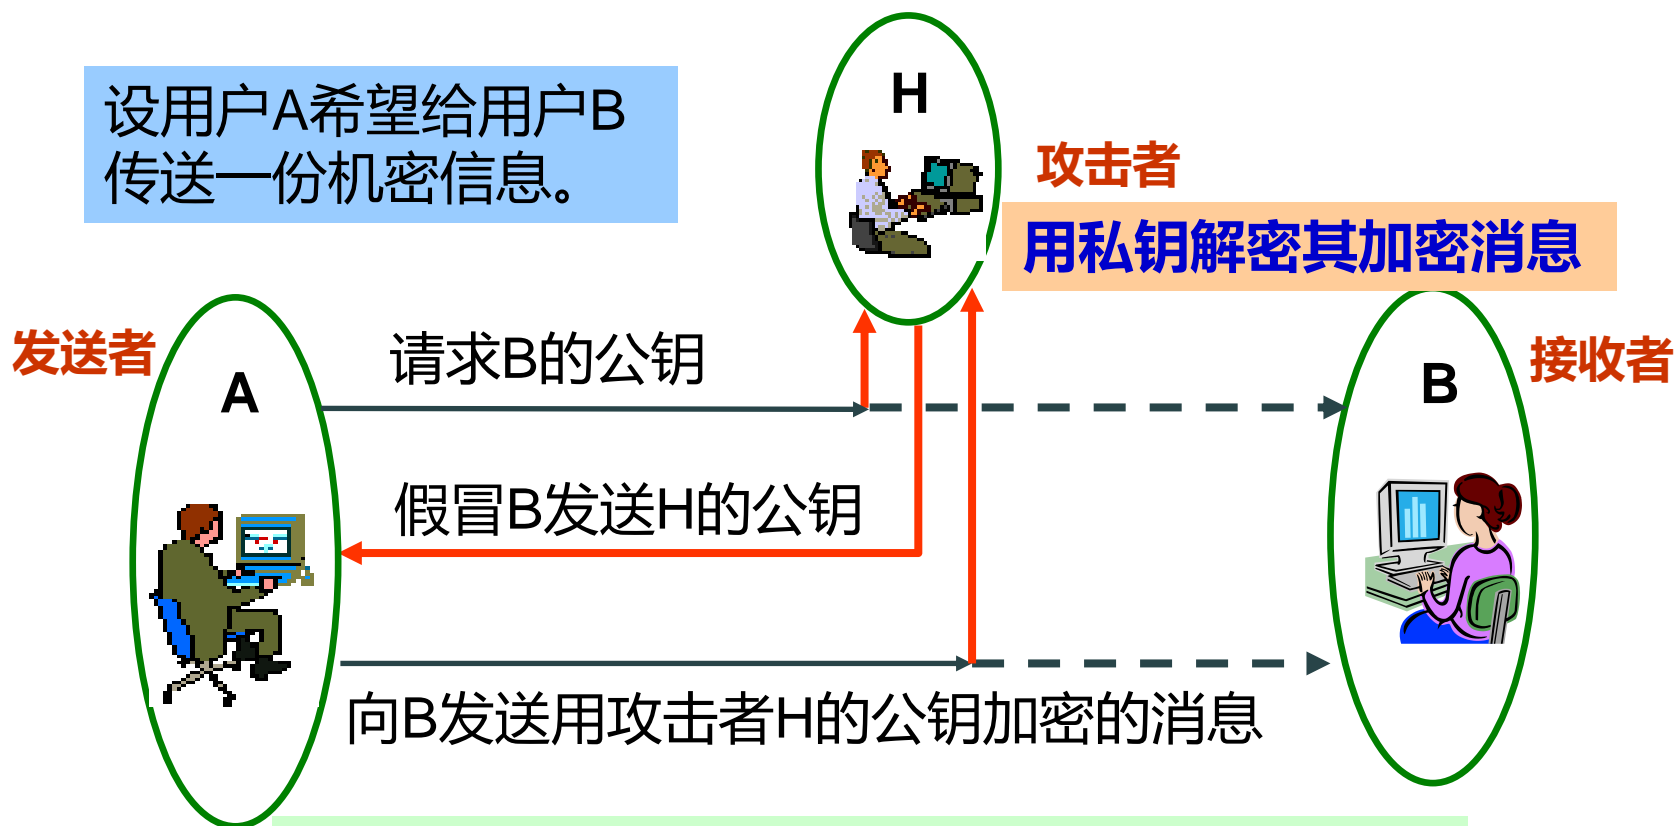 设用户A希望给用户B
传送一份机密信息。
H
攻击者
用私钥解密其加密消息
发送者
A
请求B的公钥
接收者
B
假冒B发送H的公钥
向B发送用攻击者H的公钥加密的消息